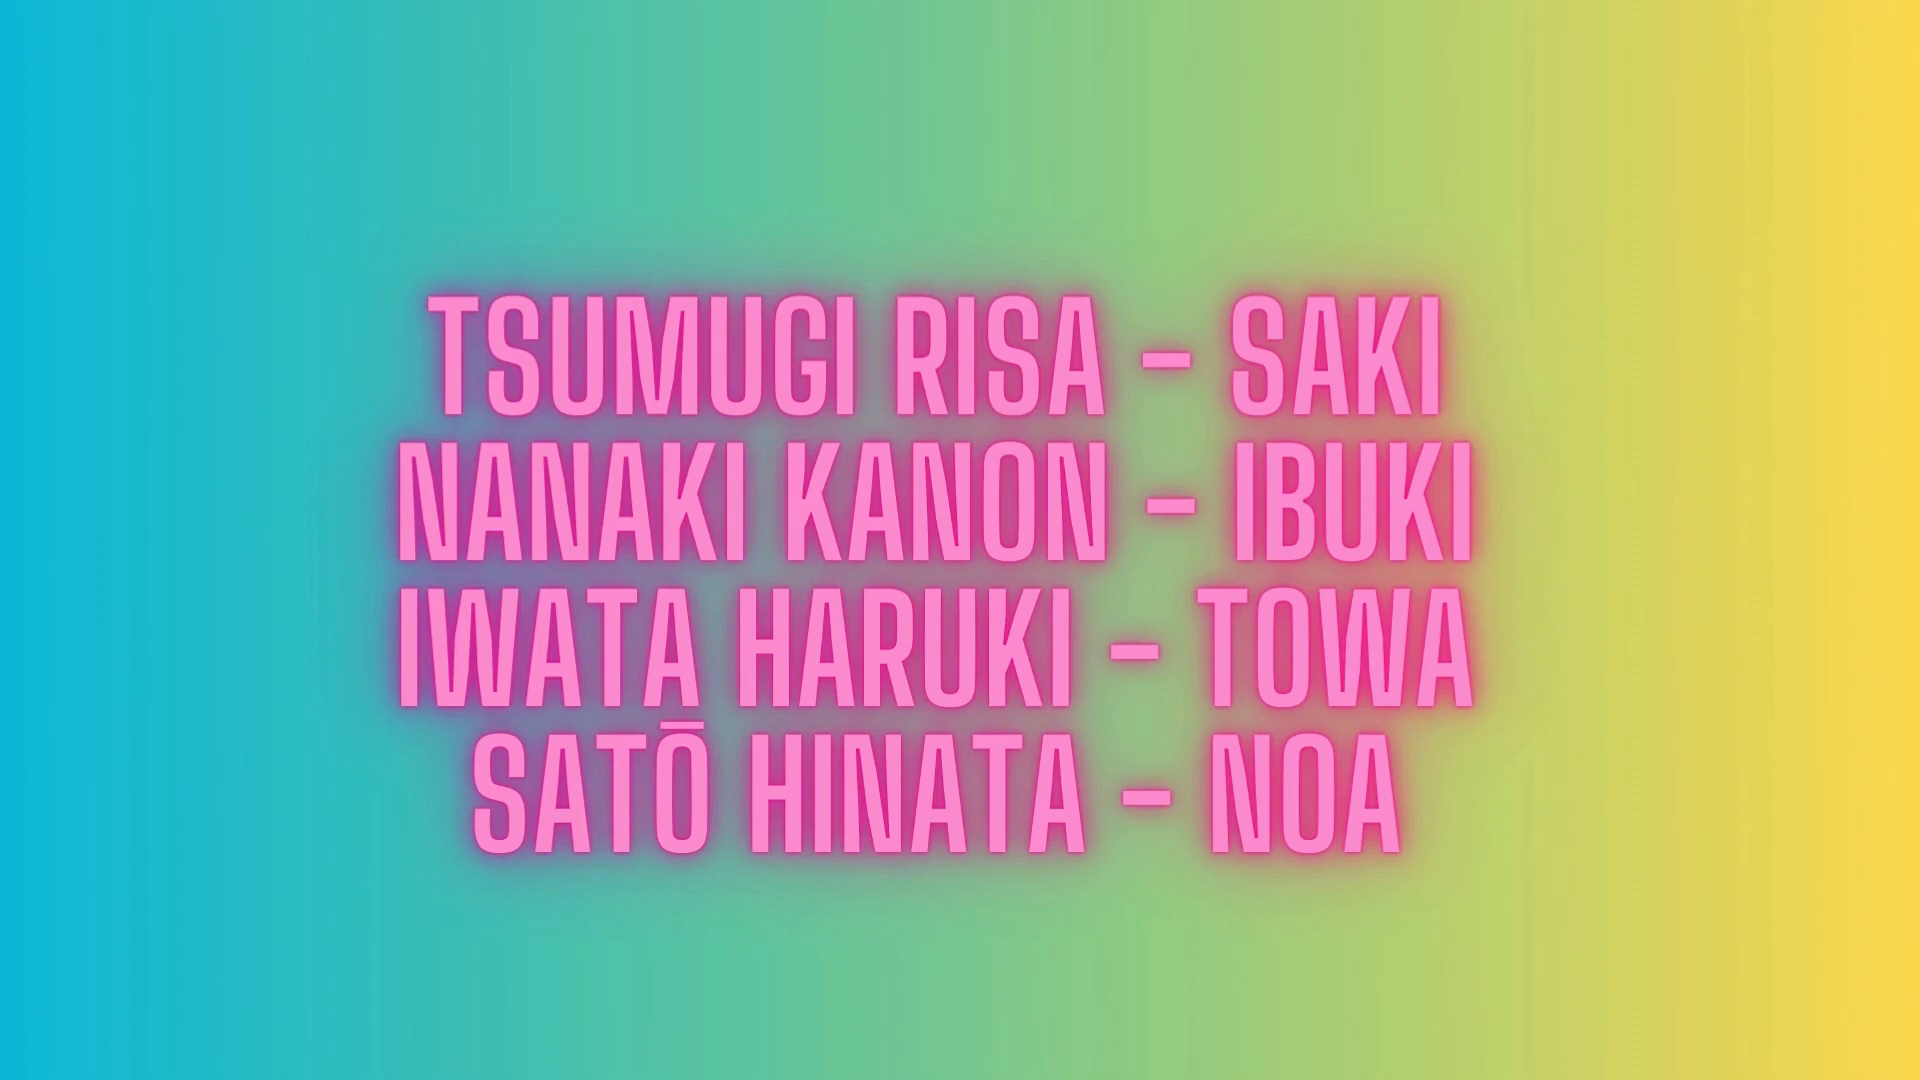 TSUMUGI RISA - SAKI
NANAKI KANON - IBUKI
IWATA HARUKI - TOWA
SATŌ HINATA - NOA